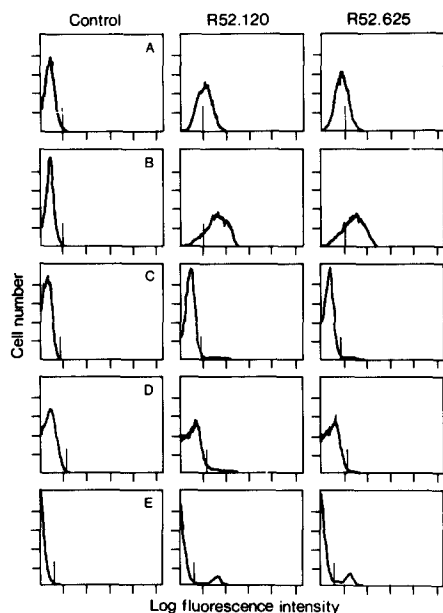 Control R52.120 R52.625
A
B
C
D
E
Cell number
Log fluorescence intensity